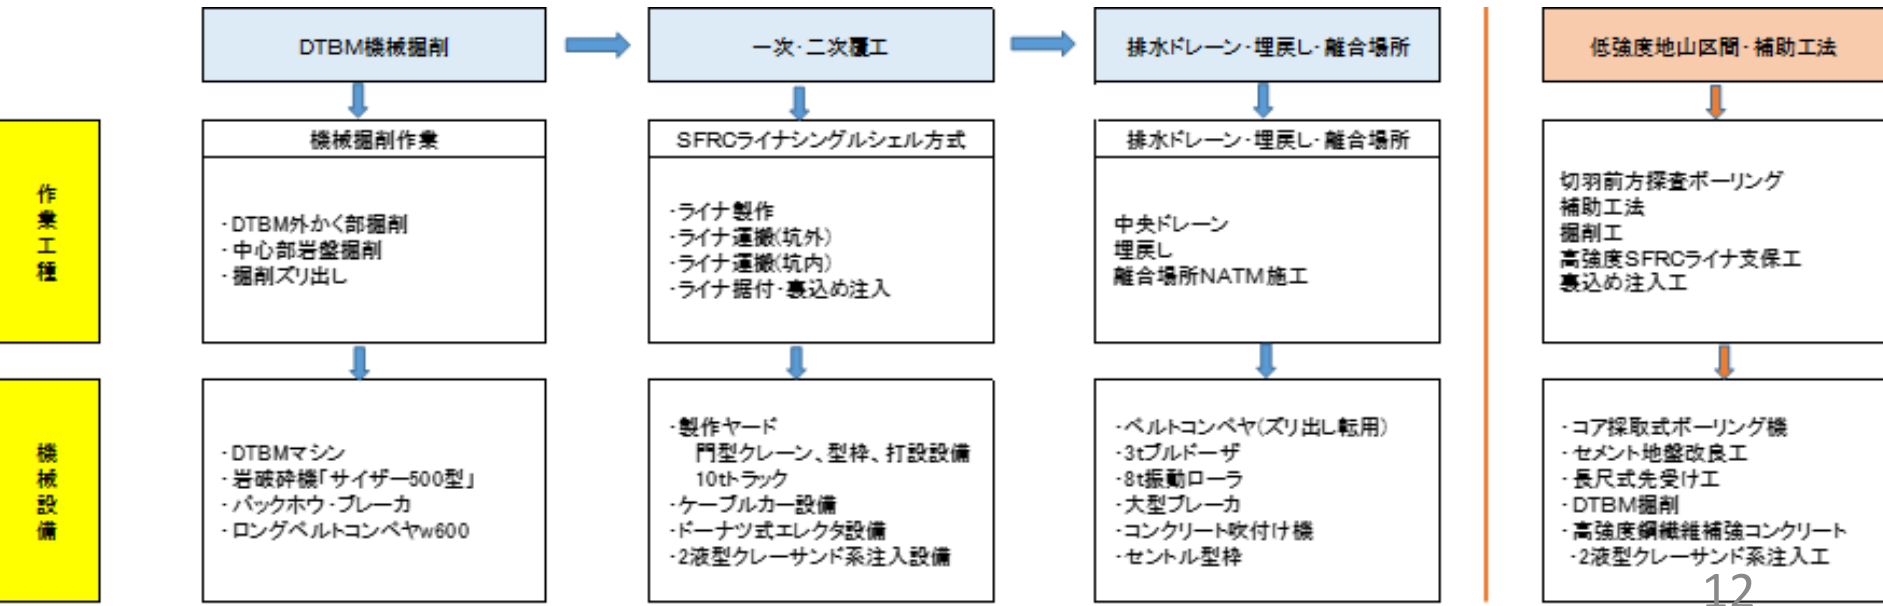 DTBM機械掘削
一次・二次覆工
排水ドレーン・埋戻し・離合場所
低強度地山区間・補助工法
作業工種
機械掘削作業
・DTBM外かく部掘削
・中心部岩盤掘削
・掘削ズリ出し
SFRCライナシングルシェル方式
・ライナ製作
・ライナ運搬(坑外)
・ライナ運搬(坑内)
・ライナ据付・裏込め注入
排水ドレーン・埋戻し・離合場所
中央ドレーン
埋戻し
離合場所NATM施工
切羽前方探査ボーリング
補助工法
掘削工
高強度SFRCライナ支保工
裏込め注入工
機械設備
・DTBMマシン
・岩破砕機「サイザー500型」
・バックホウ・ブレーカ
・ロングベルトコンベヤw600
・製作ヤード
門型クレーン、型枠、打設設備
10tトラック
・ケーブルカー設備
・ドーナツ式エレクタ設備
・2液型クレーサンド系注入設備
・ベルトコンベヤ(ズリ出し転用)
・3tブルドーザ
・8t振動ローラ
・大型ブレーカ
・コンクリート吹付け機
・セントル型枠
・コア採取式ボーリング機
・セメント地盤改良工
・長尺式先受け工
・DTBM掘削
・高強度鋼繊維補強コンクリート
・2液型クレーサンド系注入工
12